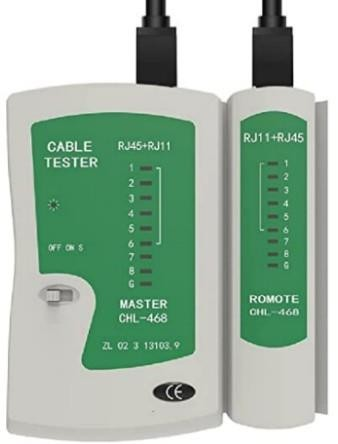 CABLE
TESTER
RJ45+RJ11
1
2
3
4
5
6
7
8
G
OFF ON S
MASTER
CHL-468
ZL 02 3 13103.9
CE
RJ11+RJ45
1
2
3
4
5
6
7
8
G
ROMOTE
CHL-468